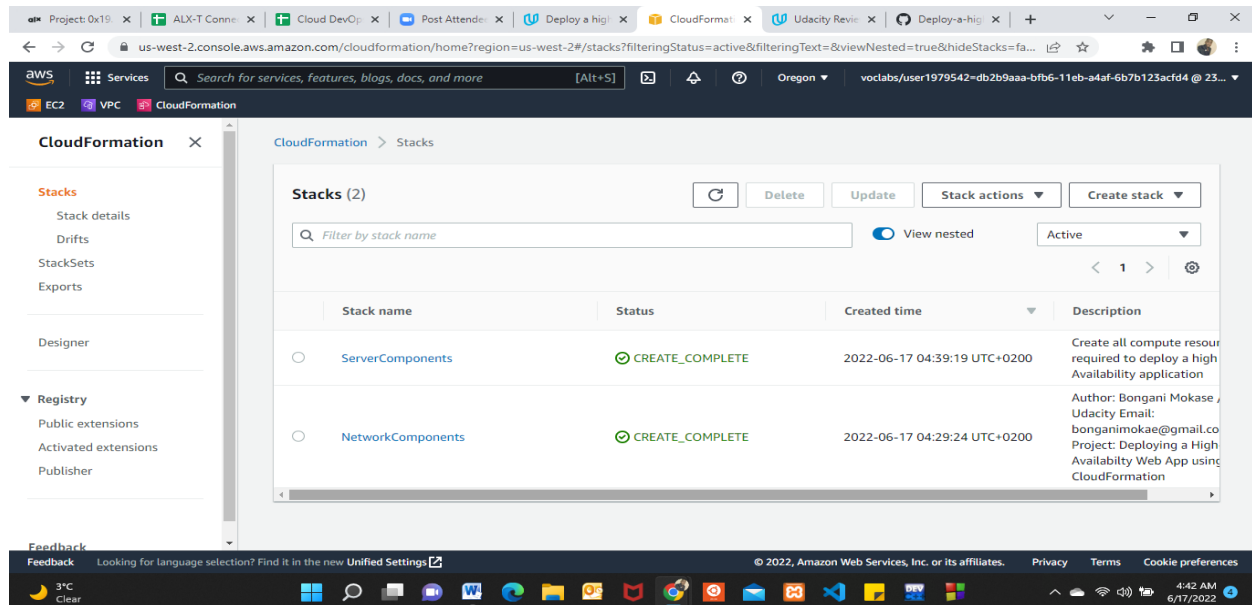 Project: 0x19.
ALX-T Connec
Cloud DevOp
Post Attende
Deploy a high
CloudFormat
Udacity Review
Deploy-a-hig
us-west-2.console.aws.amazon.com/cloudformation/home?region=us-west-2#/stacks?filteringStatus=active&filteringText=&viewNested=true&hideStacks=fa...
aws
Services
Search for services, features, blogs, docs, and more
[Alt+S]
Oregon
voclabs/user1979542=db2b9aaa-bfb6-11eb-a4af-6b7b123acfd4 @ 23...
EC2
VPC
CloudFormation
CloudFormation
Stacks
Stack details
Drifts
StackSets
Exports
Designer
Registry
Public extensions
Activated extensions
Publisher
Feedback
CloudFormation > Stacks
Stacks (2)
Delete
Update
Stack actions
Create stack
Filter by stack name
View nested
Active
1
Stack name Status Created time Description
ServerComponents CREATE_COMPLETE 2022-06-17 04:39:19 UTC+0200
Create all compute resour
required to deploy a high
Availability application
NetworkComponents CREATE_COMPLETE 2022-06-17 04:29:24 UTC+0200
Author: Bongani Mokase /
Udacity Email:
bonganimokae@gmail.co
Project: Deploying a High-
Availabilty Web App using
CloudFormation
Feedback Looking for language selection? Find it in the new Unified Settings
© 2022, Amazon Web Services, Inc. or its affiliates. Privacy Terms Cookie preferences
3°C
Clear
4:42 AM
6/17/2022
4